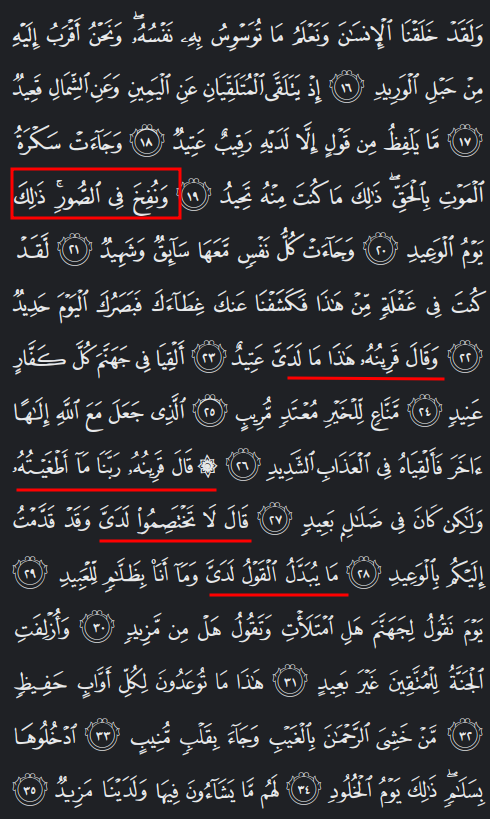 وَلَقَدْ خَلَقْنَا ٱلْإِنسَـٰنَ وَنَعْلَمُ مَا تُوَسْوِسُ بِهِۦ نَفْسُهُۥ ۖ وَنَحْنُ أَقْرَبُ إِلَيْهِ
مِنْ حَبْلِ ٱلْوَرِيدِ ١٦ إِذْ يَتَلَقَّى ٱلْمُتَلَقِّيَانِ عَنِ ٱلْيَمِينِ وَعَنِ ٱلشِّمَالِ قَعِيدٌ
١٧ مَّا يَلْفِظُ مِن قَوْلٍ إِلَّا لَدَيْهِ رَقِيبٌ عَتِيدٌ ١٨ وَجَآءَتْ سَكْرَةُ
ٱلْمَوْتِ بِٱلْحَقِّ ۖ ذَٰلِكَ مَا كُنتَ مِنْهُ تَحِيدُ ١٩ وَنُفِخَ فِى ٱلصُّورِ ۚ ذَٰلِكَ
يَوْمُ ٱلْوَعِيدِ ٢٠ وَجَآءَتْ كُلُّ نَفْسٍ مَّعَهَا سَآئِقٌ وَشَهِيدٌ ٢١ لَّقَدْ
كُنتَ فِى غَفْلَةٍ مِّنْ هَـٰذَا فَكَشَفْنَا عَنكَ غِطَآءَكَ فَبَصَرُكَ ٱلْيَوْمَ حَدِيدٌ
٢٢ وَقَالَ قَرِينُهُۥ هَـٰذَا مَا لَدَىَّ عَتِيدٌ ٢٣ أَلْقِيَا فِى جَهَنَّمَ كُلَّ كَفَّارٍ
عَنِيدٍ ٢٤ مَّنَّاعٍ لِّلْخَيْرِ مُعْتَدٍ مُّرِيبٍ ٢٥ ٱلَّذِى جَعَلَ مَعَ ٱللَّهِ إِلَـٰهًا
ءَاخَرَ فَأَلْقِيَاهُ فِى ٱلْعَذَابِ ٱلشَّدِيدِ ٢٦ ۞ قَالَ قَرِينُهُۥ رَبَّنَا مَآ أَطْغَيْتُهُۥ
وَلَـٰكِن كَانَ فِى ضَلَـٰلٍۭ بَعِيدٍ ٢٧ قَالَ لَا تَخْتَصِمُوا۟ لَدَىَّ وَقَدْ قَدَّمْتُ
إِلَيْكُم بِٱلْوَعِيدِ ٢٨ مَا يُبَدَّلُ ٱلْقَوْلُ لَدَىَّ وَمَآ أَنَا۠ بِظَلَّـٰمٍ لِّلْعَبِيدِ ٢٩
يَوْمَ نَقُولُ لِجَهَنَّمَ هَلِ ٱمْتَلَأْتِ وَتَقُولُ هَلْ مِن مَّزِيدٍ ٣٠ وَأُزْلِفَتِ
ٱلْجَنَّةُ لِلْمُتَّقِينَ غَيْرَ بَعِيدٍ ٣١ هَـٰذَا مَا تُوعَدُونَ لِكُلِّ أَوَّابٍ حَفِيظٍ
٣٢ مَّنْ خَشِىَ ٱلرَّحْمَـٰنَ بِٱلْغَيْبِ وَجَآءَ بِقَلْبٍ مُّنِيبٍ ٣٣ ٱدْخُلُوهَا
بِسَلَـٰمٍ ۖ ذَٰلِكَ يَوْمُ ٱلْخُلُودِ ٣٤ لَهُم مَّا يَشَآءُونَ فِيهَا وَلَدَيْنَا مَزِيدٌ ٣٥